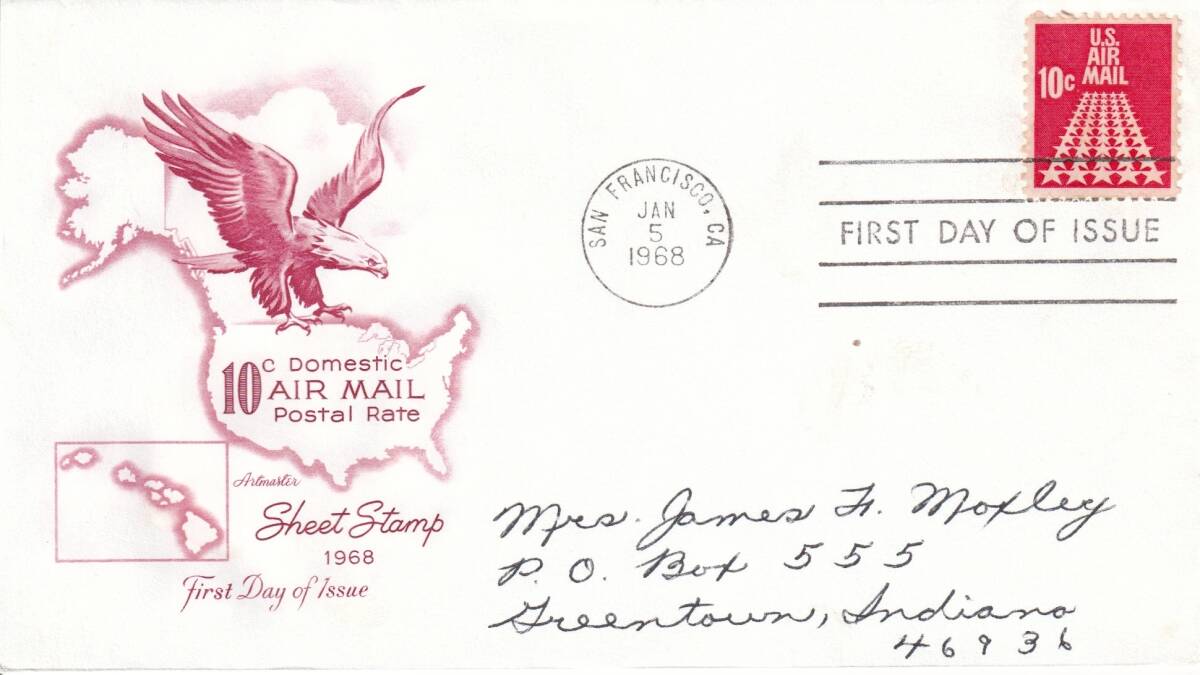 U.S.
AIR
10c MAIL
SAN FRANCISCO, CA
JAN
5
1968
FIRST DAY OF ISSUE
10c Domestic
AIR MAIL
Postal Rate
Artmaster
Sheet Stamp
1968
First Day of Issue
Mrs. James H. Moxley
P. O. Box 555
Greentown, Indiana
46936